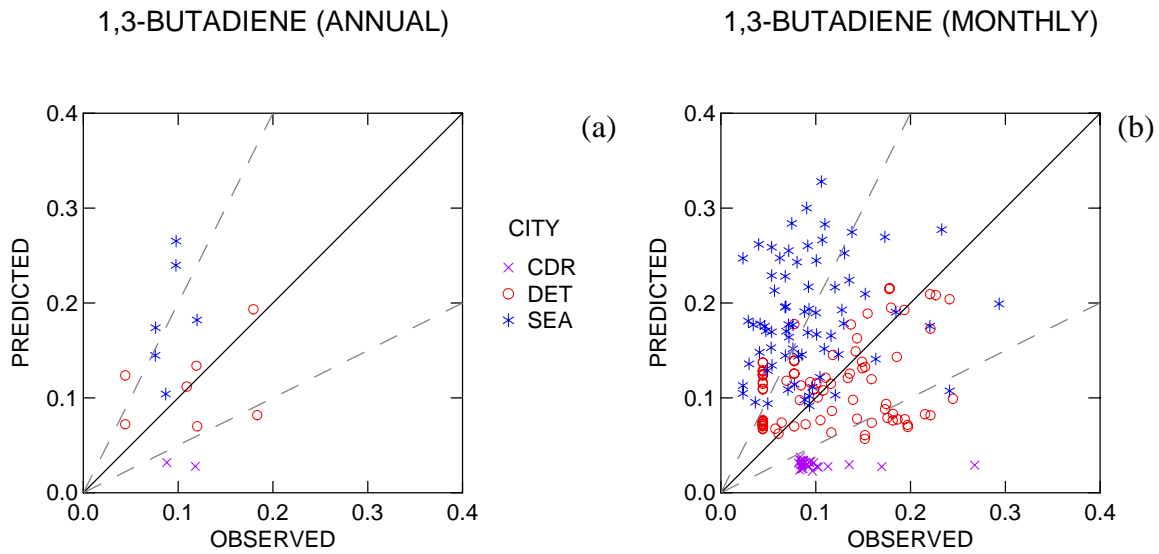 1,3-BUTADIENE (ANNUAL)
1,3-BUTADIENE (MONTHLY)
0.4
0.3
0.2
0.1
0.0
PREDICTED
0.0 0.1 0.2 0.3 0.4
OBSERVED
(a)
CITY
CDR
DET
SEA
0.4
0.3
0.2
0.1
0.0
PREDICTED
0.0 0.1 0.2 0.3 0.4
OBSERVED
(b)